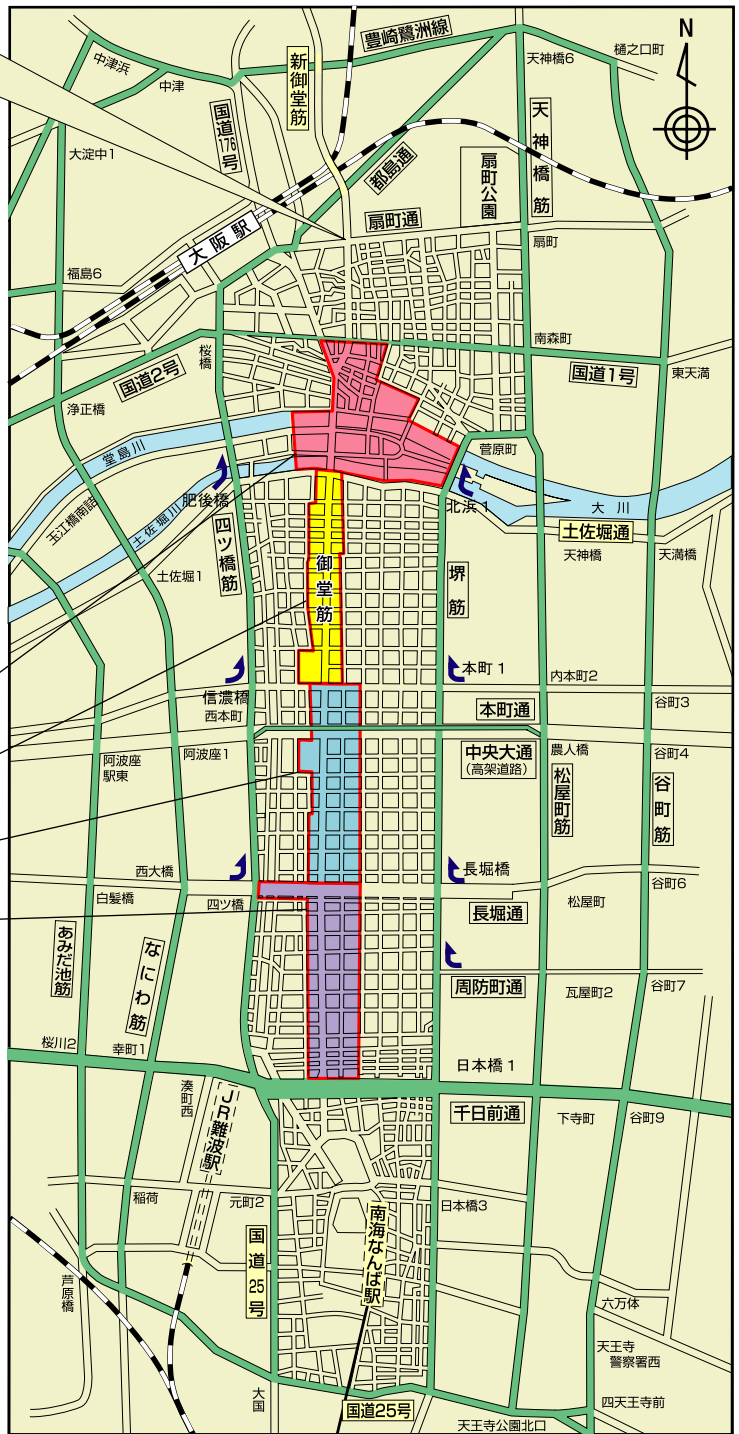 N
豊崎鷺洲線
天神橋6
樋之口町
中津浜
中津
新御堂筋
国道176号
天神橋筋
大淀中1
都島通
扇町公園
扇町通
大阪駅
扇町
福島6
南森町
桜橋
国道2号
国道1号
東天満
浄正橋
菅原町
堂島川
肥後橋
北浜1
大川
玉江橋南詰
土佐堀川
四ツ橋筋
土佐堀通
天神橋
天満橋
御堂筋
堺筋
土佐堀1
本町1
内本町2
信濃橋
西本町
本町通
谷町3
阿波座駅東
阿波座1
中央大通
(高架道路)
農人橋
谷町4
松屋町筋
谷町筋
西大橋
長堀橋
谷町6
白髪橋
四ツ橋
長堀通
松屋町
あみだ池筋
なにわ筋
周防町通
瓦屋町2
谷町7
桜川2
幸町1
日本橋1
湊町西
JR難波駅
千日前通
下寺町
谷町9
稲荷
元町2
日本橋3
南海なんば駅
国道25号
芦原橋
六万体
天王寺
警察署西
大国
国道25号
四天王寺前
天王寺公園北口